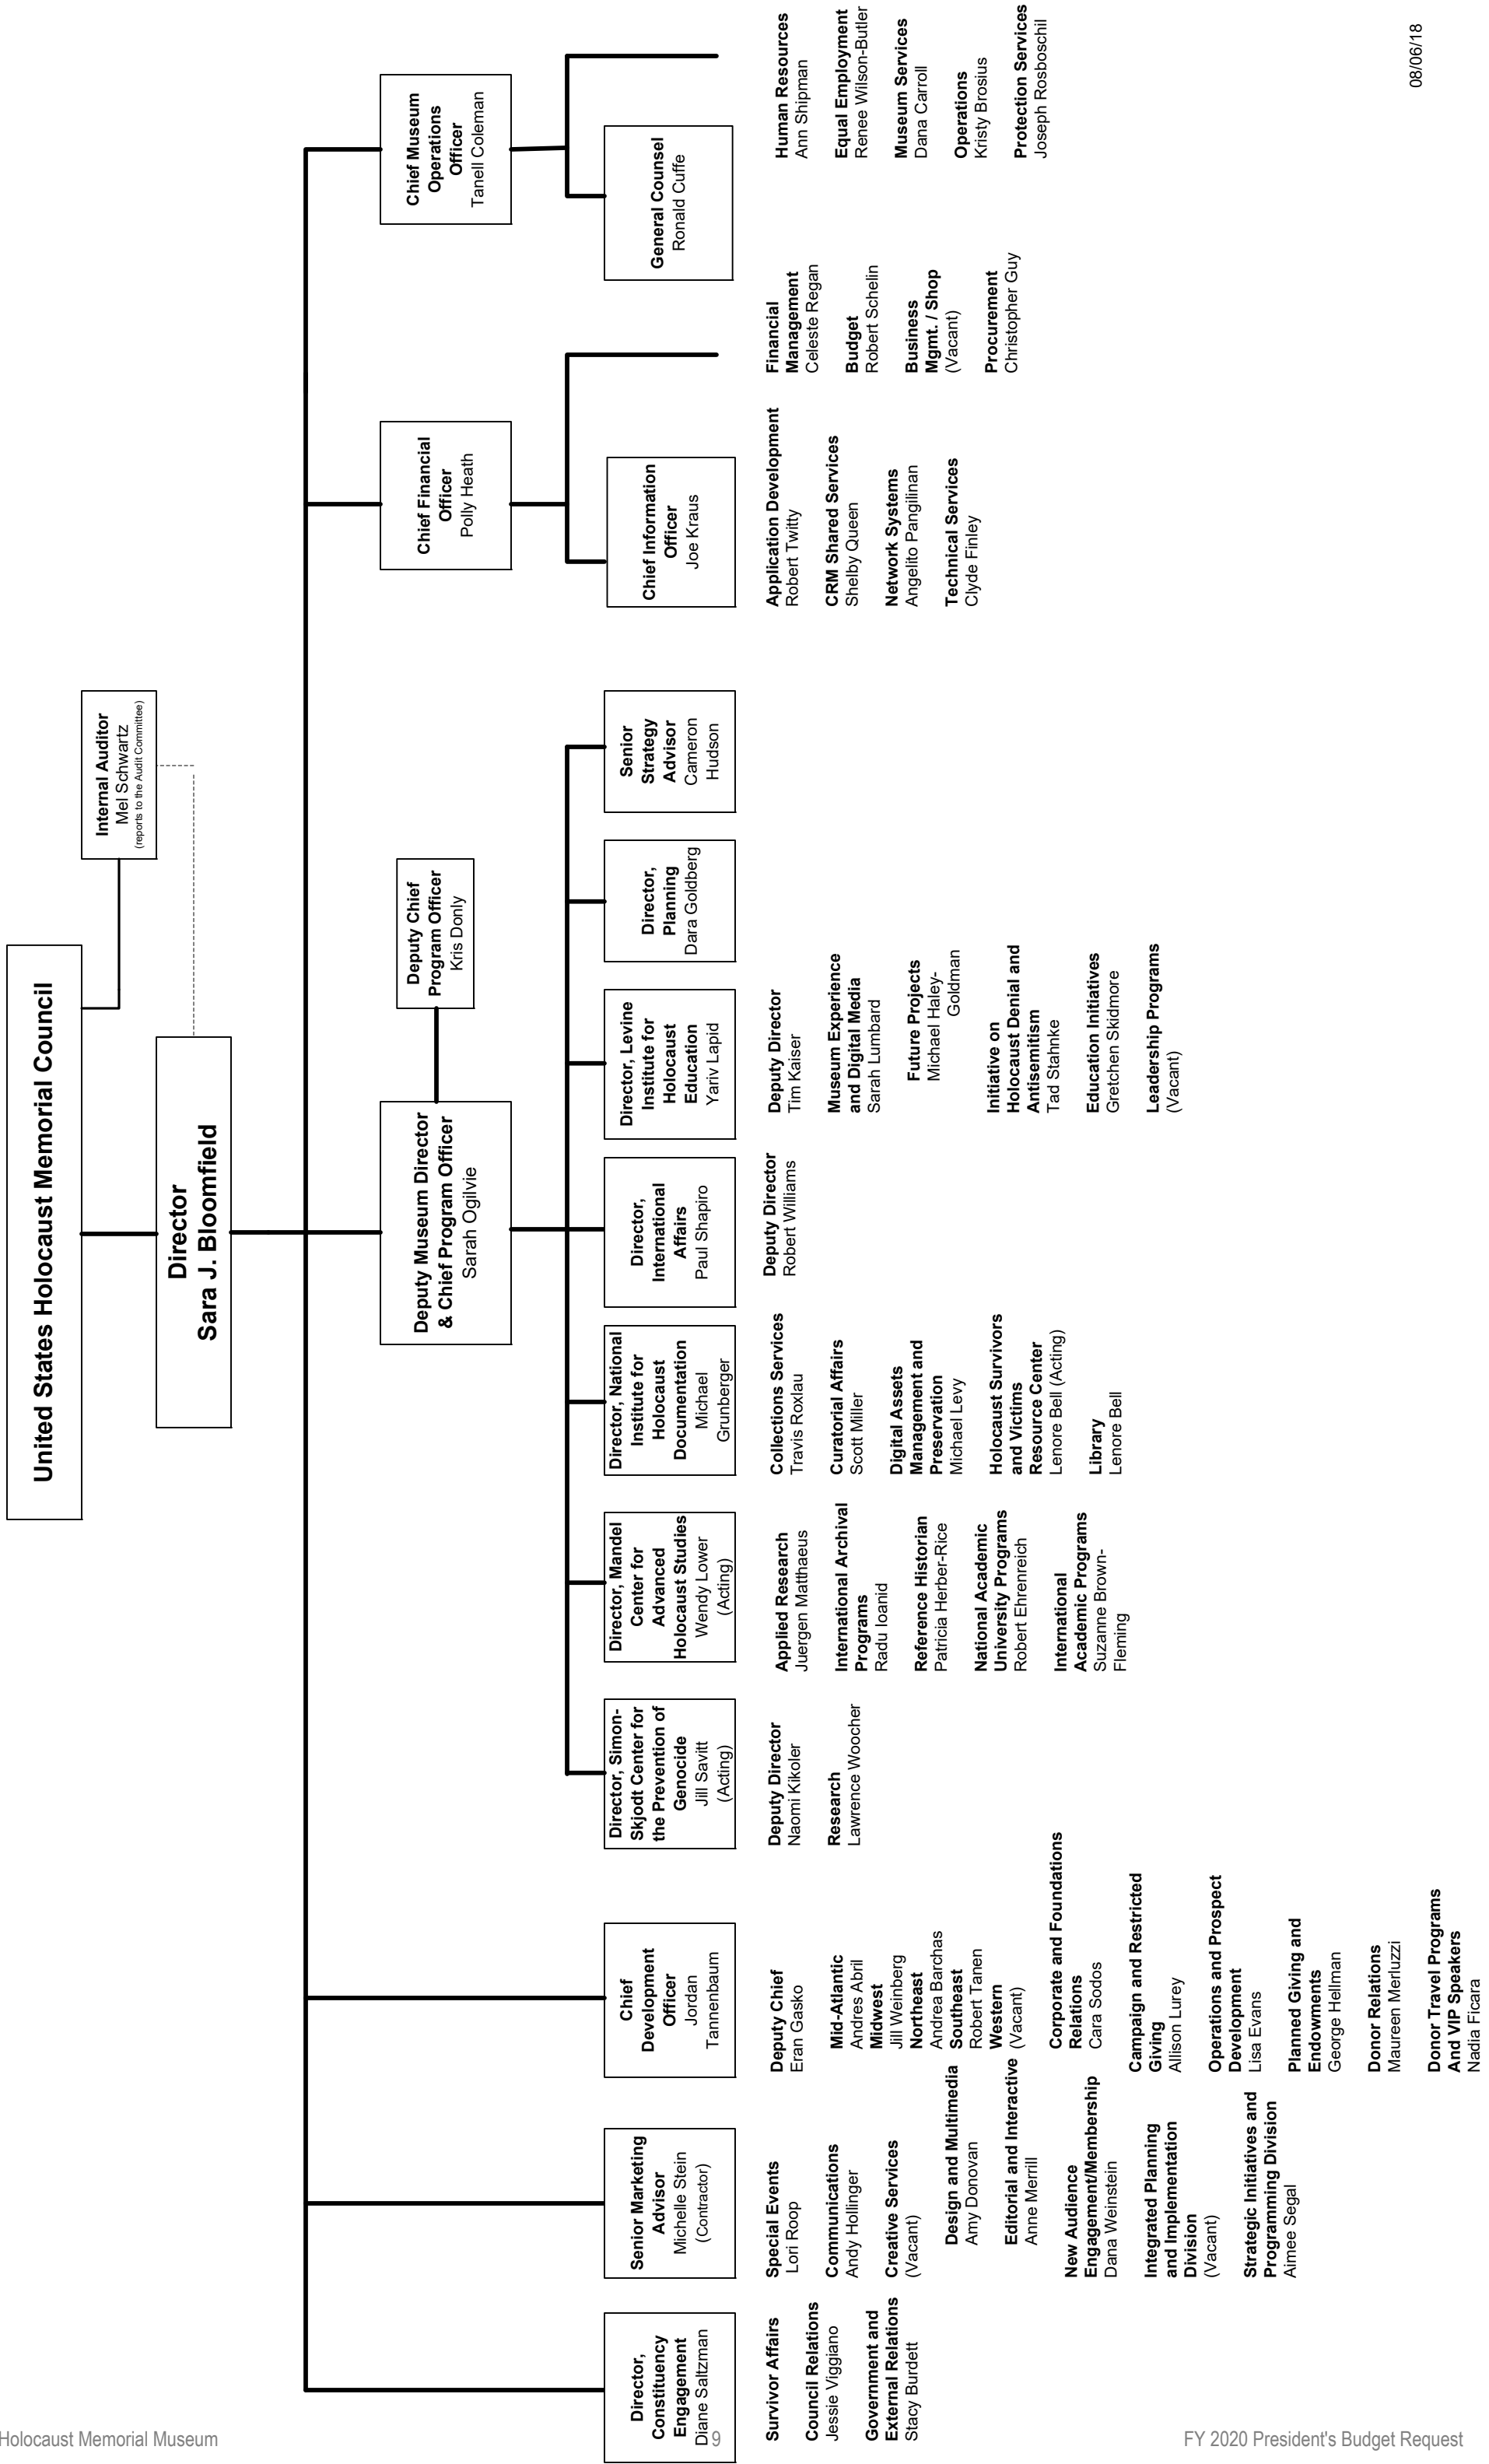 United States Holocaust Memorial Council
Internal Auditor
Mel Schwartz
(reports to the Audit Committee)
Director
Sara J. Bloomfield
Deputy Museum Director
& Chief Program Officer
Sarah Ogilvie
Deputy Chief
Program Officer
Kris Donly
Chief Financial
Officer
Polly Heath
Chief Museum
Operations
Officer
Tanell Coleman
Director,
Constituency
Engagement
Diane Saltzman
Survivor Affairs
Council Relations
Jessie Viggiano
Government and
External Relations
Stacy Burdett
Senior Marketing
Advisor
Michelle Stein
(Contractor)
Special Events
Lori Roop
Communications
Andy Hollinger
Creative Services
(Vacant)
Design and Multimedia
Amy Donovan
Editorial and Interactive
Anne Merrill
New Audience
Engagement/Membership
Dana Weinstein
Integrated Planning
and Implementation
Division
(Vacant)
Strategic Initiatives and
Programming Division
Aimee Segal
Chief
Development
Officer
Jordan
Tannenbaum
Deputy Chief
Eran Gasko
Mid-Atlantic
Andres Abril
Midwest
Jill Weinberg
Northeast
Andrea Barchas
Southeast
Robert Tanen
Western
(Vacant)
Corporate and Foundations
Relations
Cara Sodos
Campaign and Restricted
Giving
Allison Lurey
Operations and Prospect
Development
Lisa Evans
Planned Giving and
Endowments
George Hellman
Donor Relations
Maureen Merluzzi
Donor Travel Programs
And VIP Speakers
Nadia Ficara
Director, Simon-
Skjodt Center for
the Prevention of
Genocide
Jill Savitt
(Acting)
Deputy Director
Naomi Kikoler
Research
Lawrence Woocher
Director, Mandel
Center for
Advanced
Holocaust Studies
Wendy Lower
(Acting)
Applied Research
Juergen Matthaeus
International Archival
Programs
Radu Ioanid
Reference Historian
Patricia Herber-Rice
National Academic
University Programs
Robert Ehrenreich
International
Academic Programs
Suzanne Brown-
Fleming
Director, National
Institute for
Holocaust
Documentation
Michael
Grunberger
Collections Services
Travis Roxlau
Curatorial Affairs
Scott Miller
Digital Assets
Management and
Preservation
Michael Levy
Holocaust Survivors
and Victims
Resource Center
Lenore Bell (Acting)
Library
Lenore Bell
Director,
International
Affairs
Paul Shapiro
Deputy Director
Robert Williams
Director, Levine
Institute for
Holocaust
Education
Yariv Lapid
Deputy Director
Tim Kaiser
Museum Experience
and Digital Media
Sarah Lumbard
Future Projects
Michael Haley-
Goldman
Initiative on
Holocaust Denial and
Antisemitism
Tad Stahnke
Education Initiatives
Gretchen Skidmore
Leadership Programs
(Vacant)
Director,
Planning
Dara Goldberg
Senior
Strategy
Advisor
Cameron
Hudson
Chief Information
Officer
Joe Kraus
Application Development
Robert Twitty
CRM Shared Services
Shelby Queen
Network Systems
Angelito Pangilinan
Technical Services
Clyde Finley
Financial
Management
Celeste Regan
Budget
Robert Schelin
Business
Mgmt. / Shop
(Vacant)
Procurement
Christopher Guy
General Counsel
Ronald Cuffe
Human Resources
Ann Shipman
Equal Employment
Renee Wilson-Butler
Museum Services
Dana Carroll
Operations
Kristy Brosius
Protection Services
Joseph Rosboschil
08/06/18
Holocaust Memorial Museum
9
FY 2020 President's Budget Request